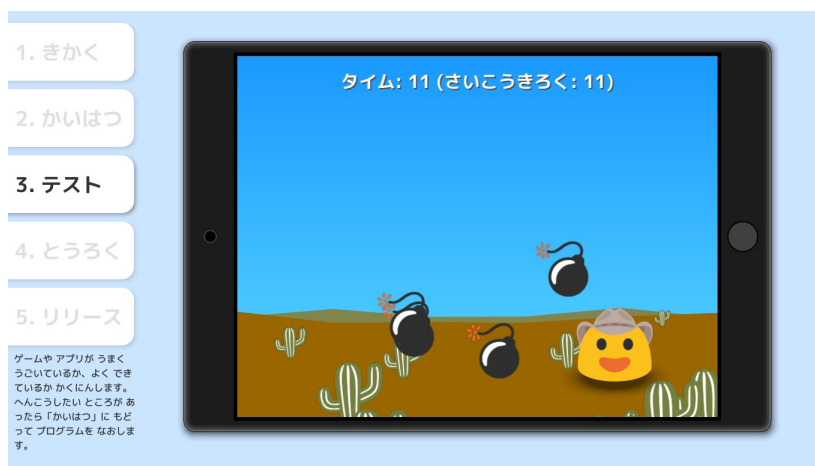 1. きかく
2. かいはつ
3. テスト
4. とうろく
5. リリース
ゲームや アプリが うまく
うごいているか、よく でき
ているか かくにんします。
へんこうしたい ところが あ
ったら「かいはつ」に もど
って プログラムを なおしま
す。
タイム: 11 (さいこうきろく: 11)